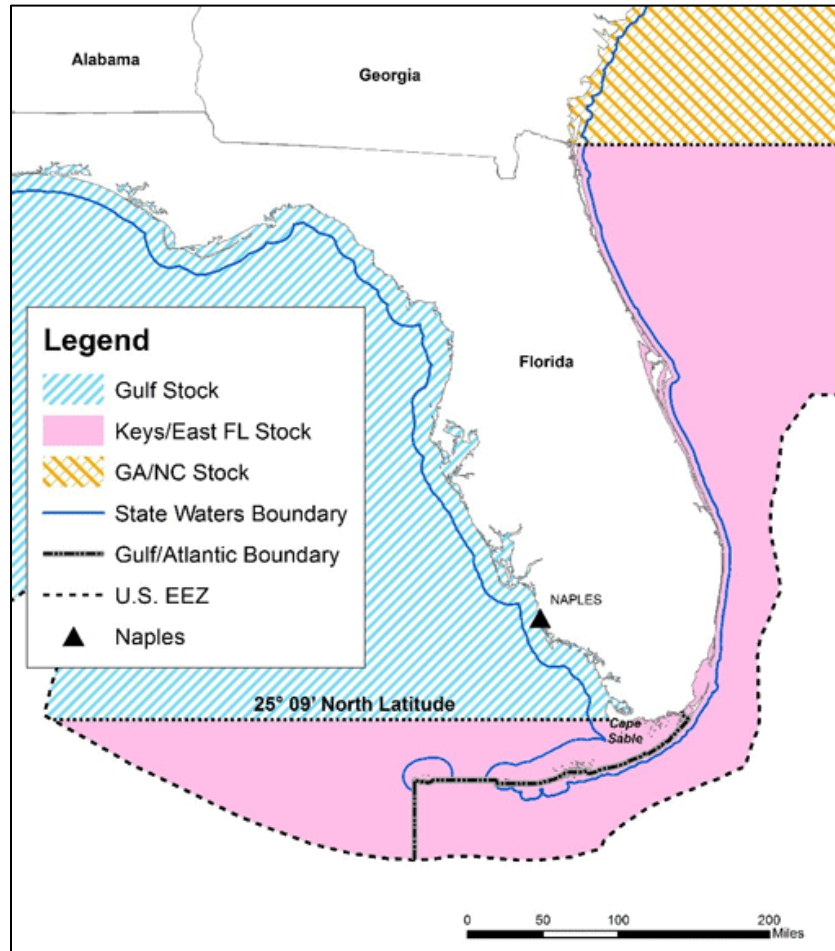 Alabama
Georgia
Florida
Legend
Gulf Stock
Keys/East FL Stock
GA/NC Stock
State Waters Boundary
Gulf/Atlantic Boundary
U.S. EEZ
Naples
NAPLES
25° 09' North Latitude
Cape
Sable
0 50 100 200
Miles